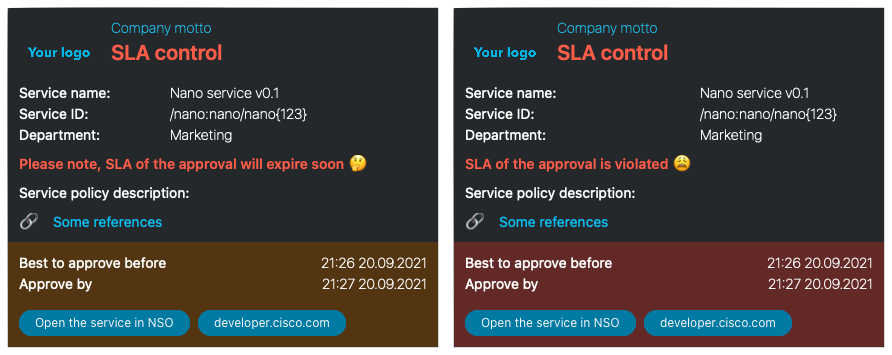 Company motto
Your logo SLA control
Service name: Nano service v0.1
Service ID: /nano:nano/nano{123}
Department: Marketing
Please note, SLA of the approval will expire soon 🤔
Service policy description:
🔗 Some references
Best to approve before 21:26 20.09.2021
Approve by 21:27 20.09.2021
Open the service in NSO developer.cisco.com
Company motto
Your logo SLA control
Service name: Nano service v0.1
Service ID: /nano:nano/nano{123}
Department: Marketing
SLA of the approval is violated 😩
Service policy description:
🔗 Some references
Best to approve before 21:26 20.09.2021
Approve by 21:27 20.09.2021
Open the service in NSO developer.cisco.com